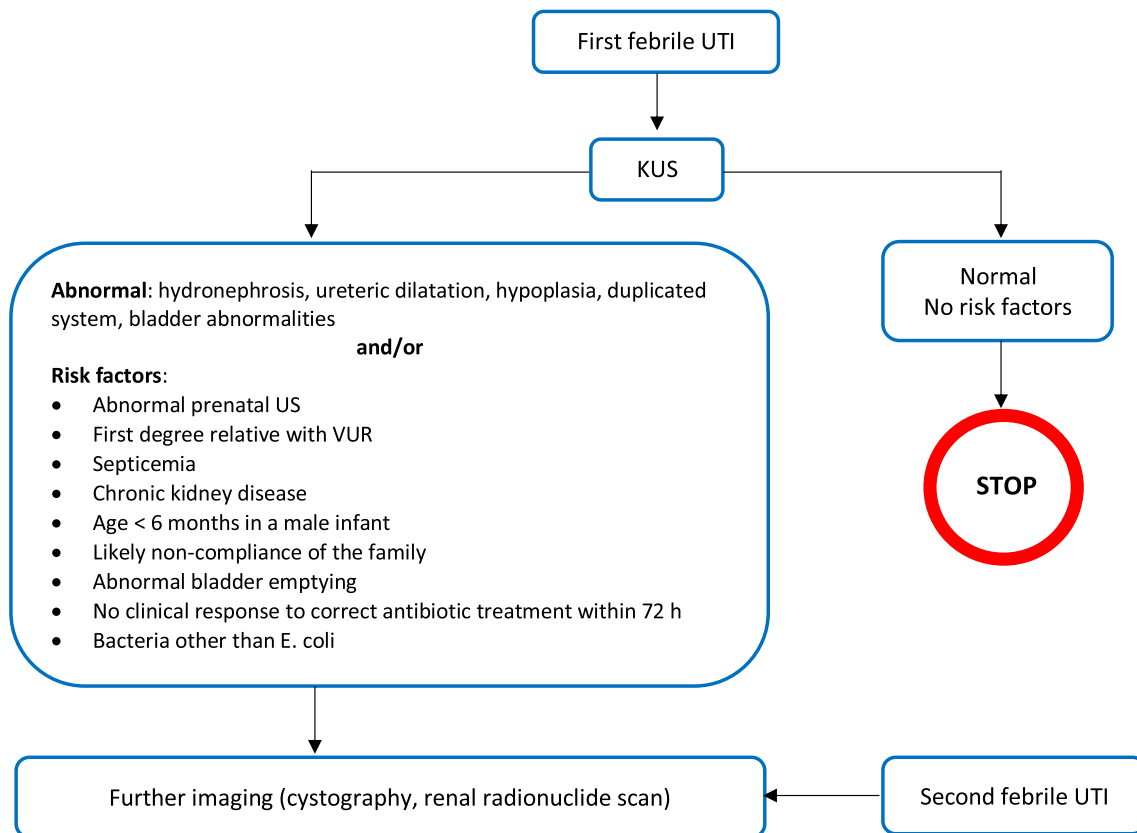 First febrile UTI
KUS
Abnormal: hydronephrosis, ureteric dilatation, hypoplasia, duplicated
system, bladder abnormalities
and/or
Risk factors:
• Abnormal prenatal US
• First degree relative with VUR
• Septicemia
• Chronic kidney disease
• Age < 6 months in a male infant
• Likely non-compliance of the family
• Abnormal bladder emptying
• No clinical response to correct antibiotic treatment within 72 h
• Bacteria other than E. coli
Normal
No risk factors
STOP
Further imaging (cystography, renal radionuclide scan)
Second febrile UTI